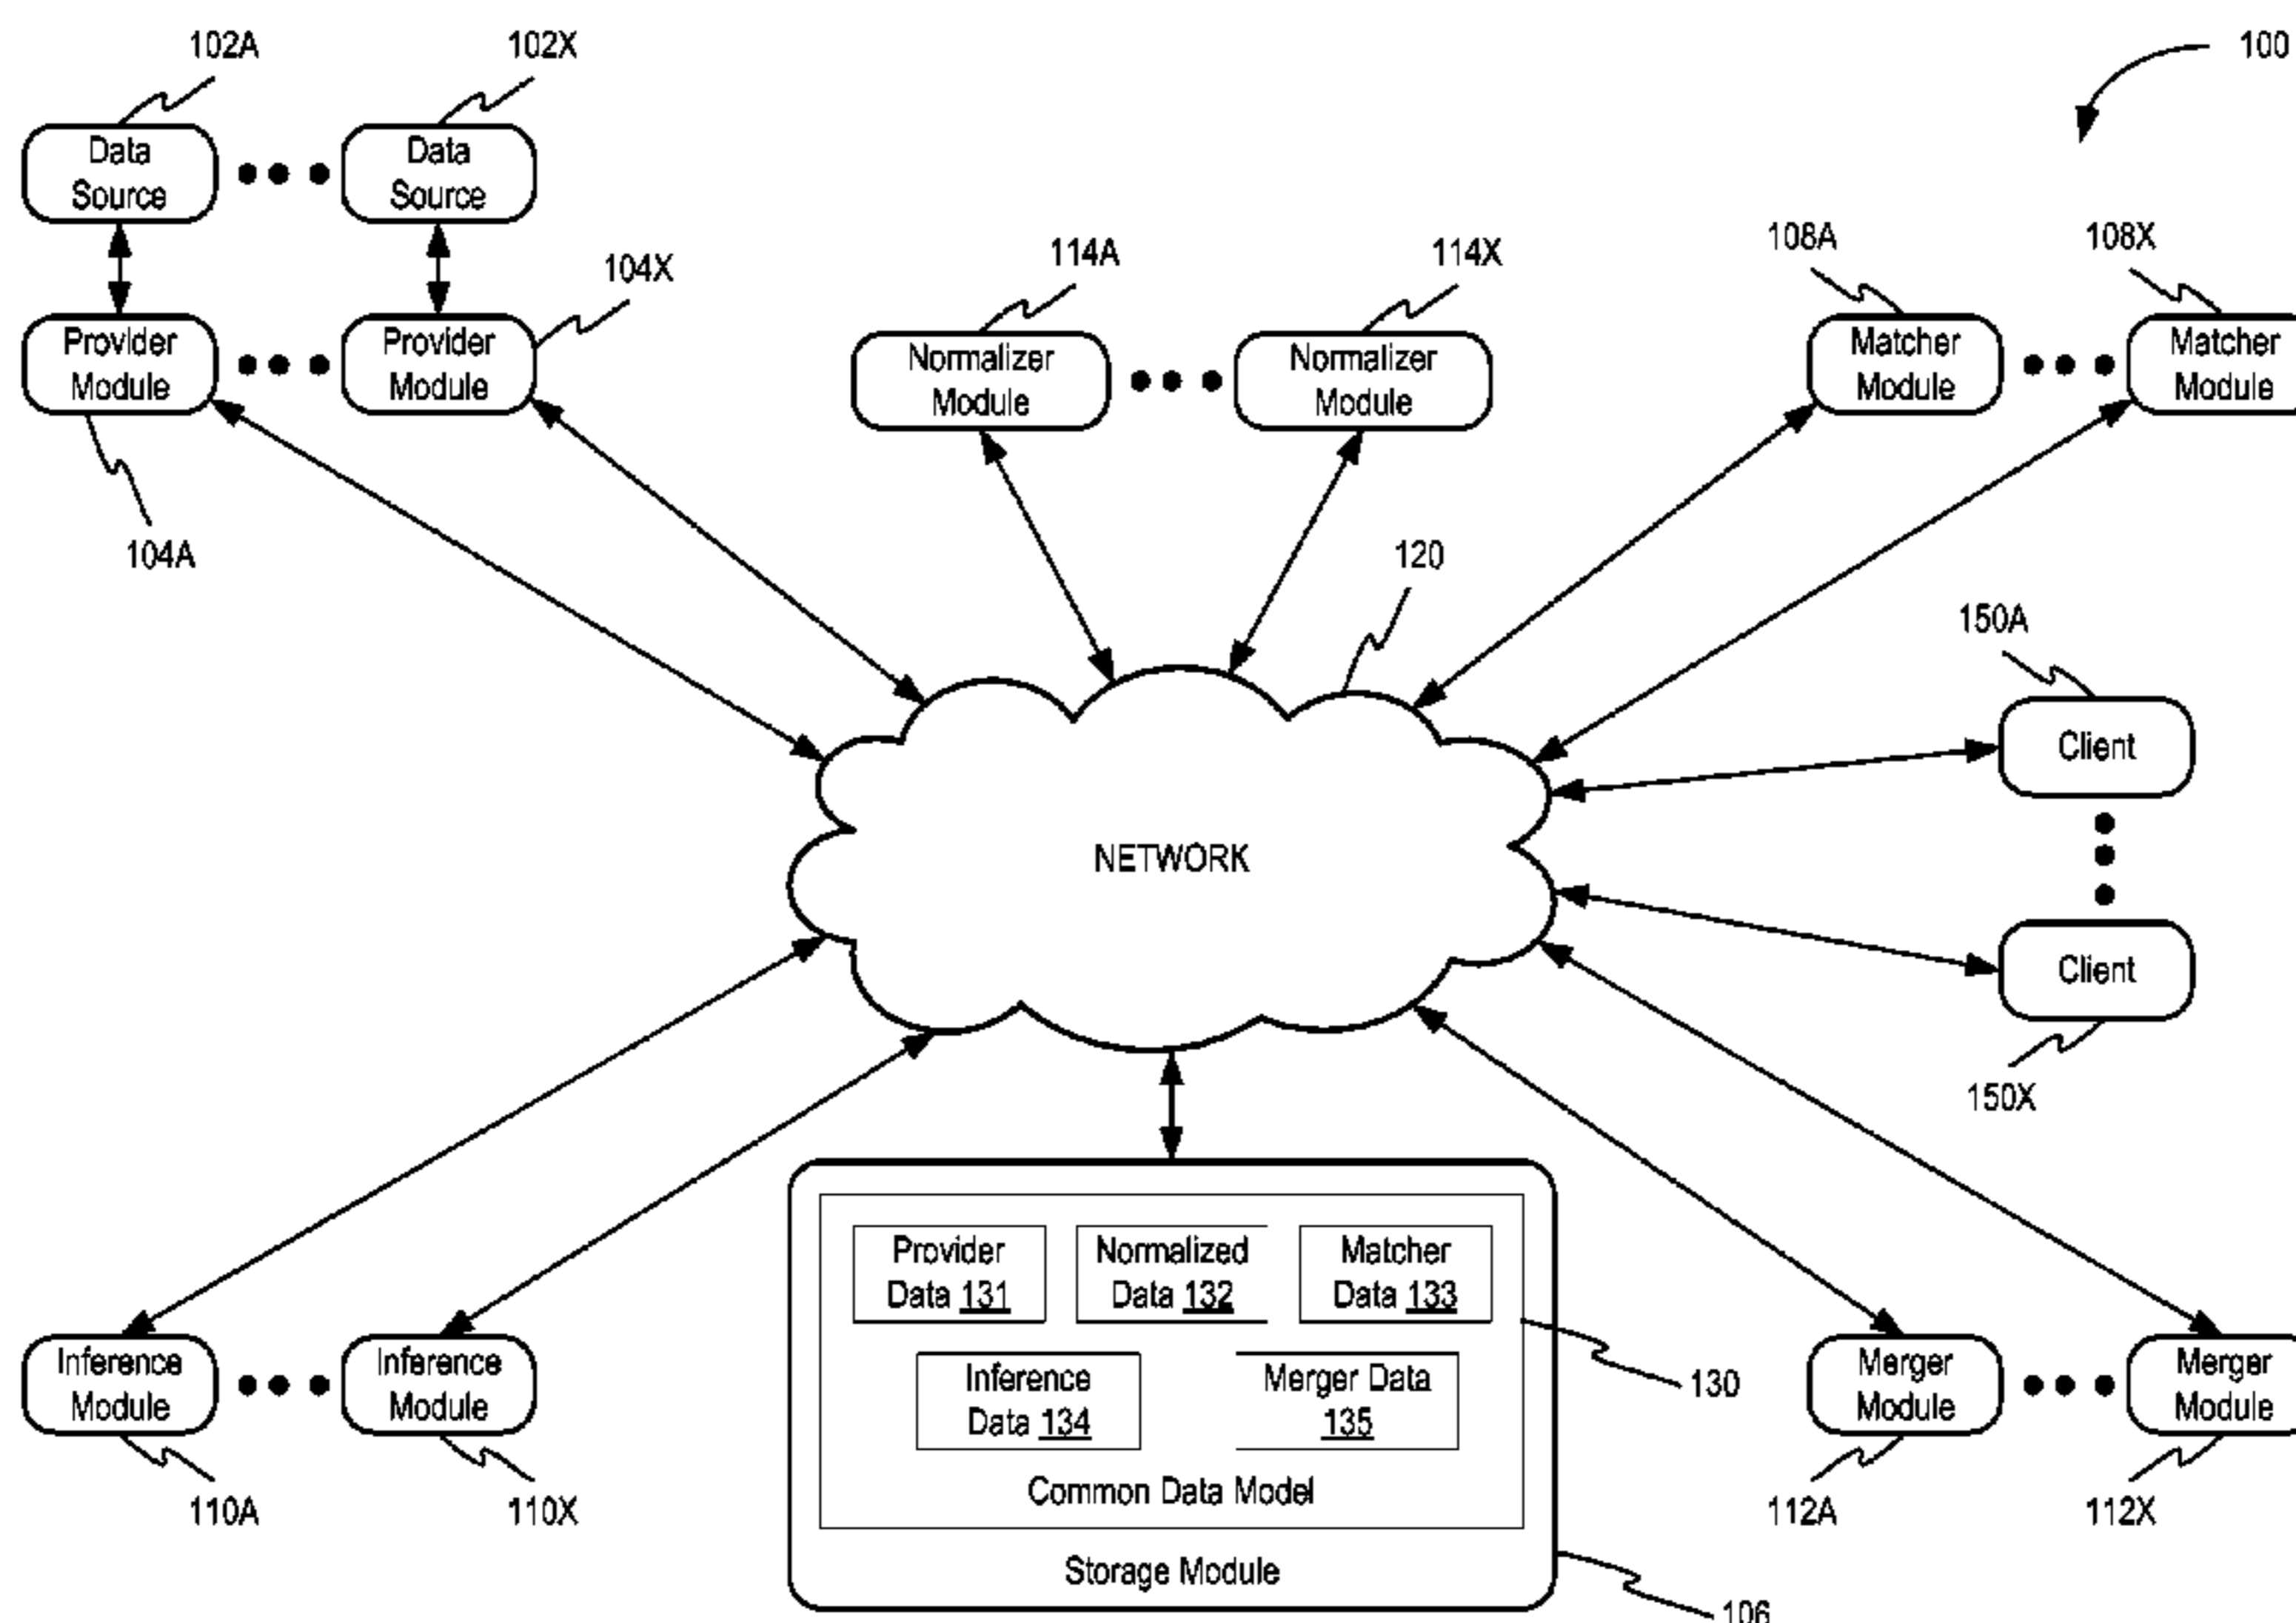 102A
102X
100
Data
Source
Data
Source
104X
114A
114X
108A
108X
Provider
Module
Provider
Module
Normalizer
Module
Normalizer
Module
Matcher
Module
Matcher
Module
104A
120
150A
Client
NETWORK
Client
150X
Provider
Data 131
Normalized
Data 132
Matcher
Data 133
Inference
Data 134
Merger Data
135
130
Common Data Model
Storage Module
106
Inference
Module
Inference
Module
110A
110X
Merger
Module
Merger
Module
112A
112X